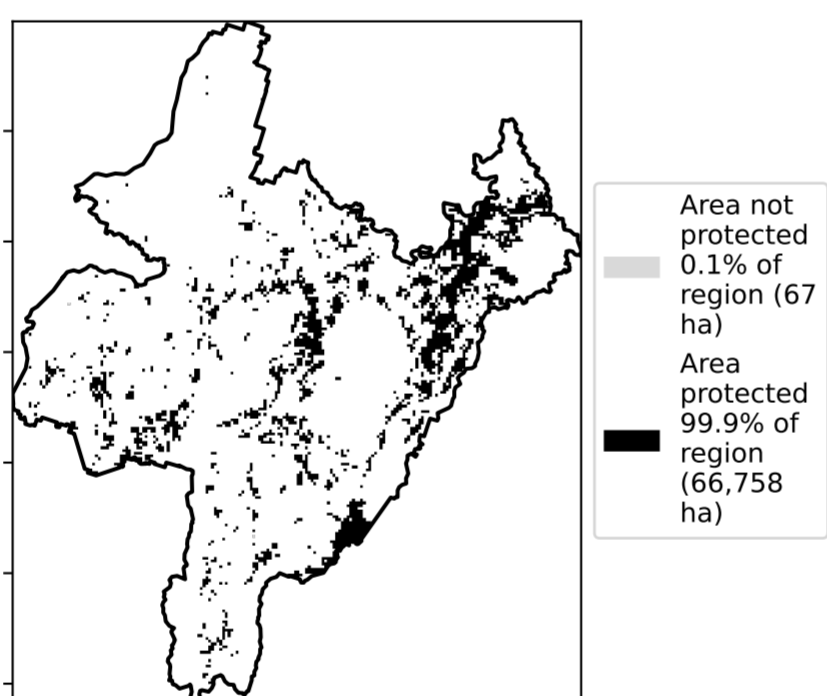 Area not
protected
0.1% of
region (67
ha)
Area
protected
99.9% of
region
(66,758
ha)